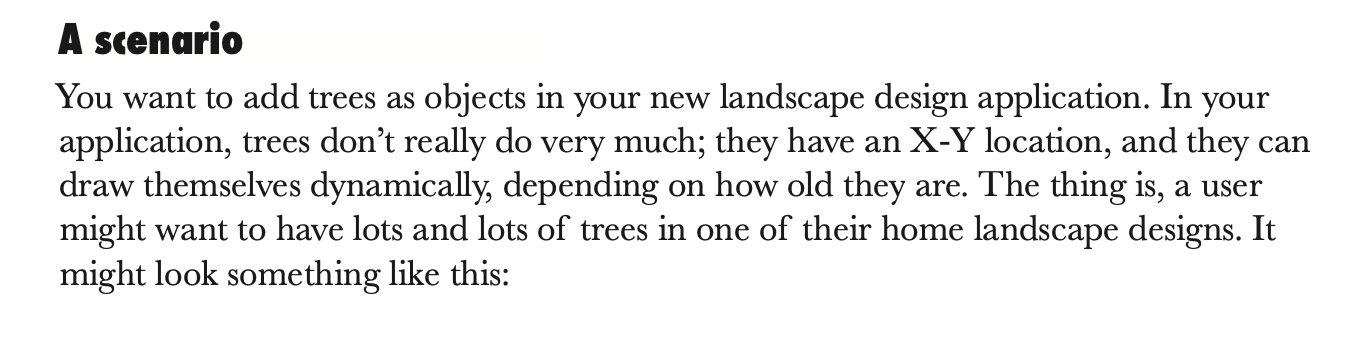 A scenario
You want to add trees as objects in your new landscape design application. In your
application, trees don’t really do very much; they have an X-Y location, and they can
draw themselves dynamically, depending on how old they are. The thing is, a user
might want to have lots and lots of trees in one of their home landscape designs. It
might look something like this: